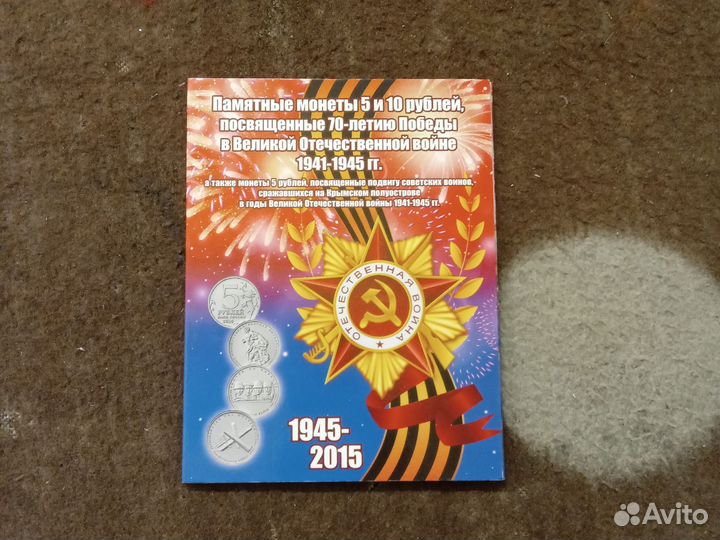 Памятные монеты 5 и 10 рублей,
посвященные 70-летию Победы
в Великой Отечественной войне
1941-1945 гг.
а также монеты 5 рублей, посвященные подвигу советских воинов,
сражавшихся на Крымском полуострове
в годы Великой Отечественной войны 1941-1945 гг.
ОТЕЧЕСТВЕННАЯ ВОЙНА
5
РУБЛЕЙ
1945-
2015
Avito